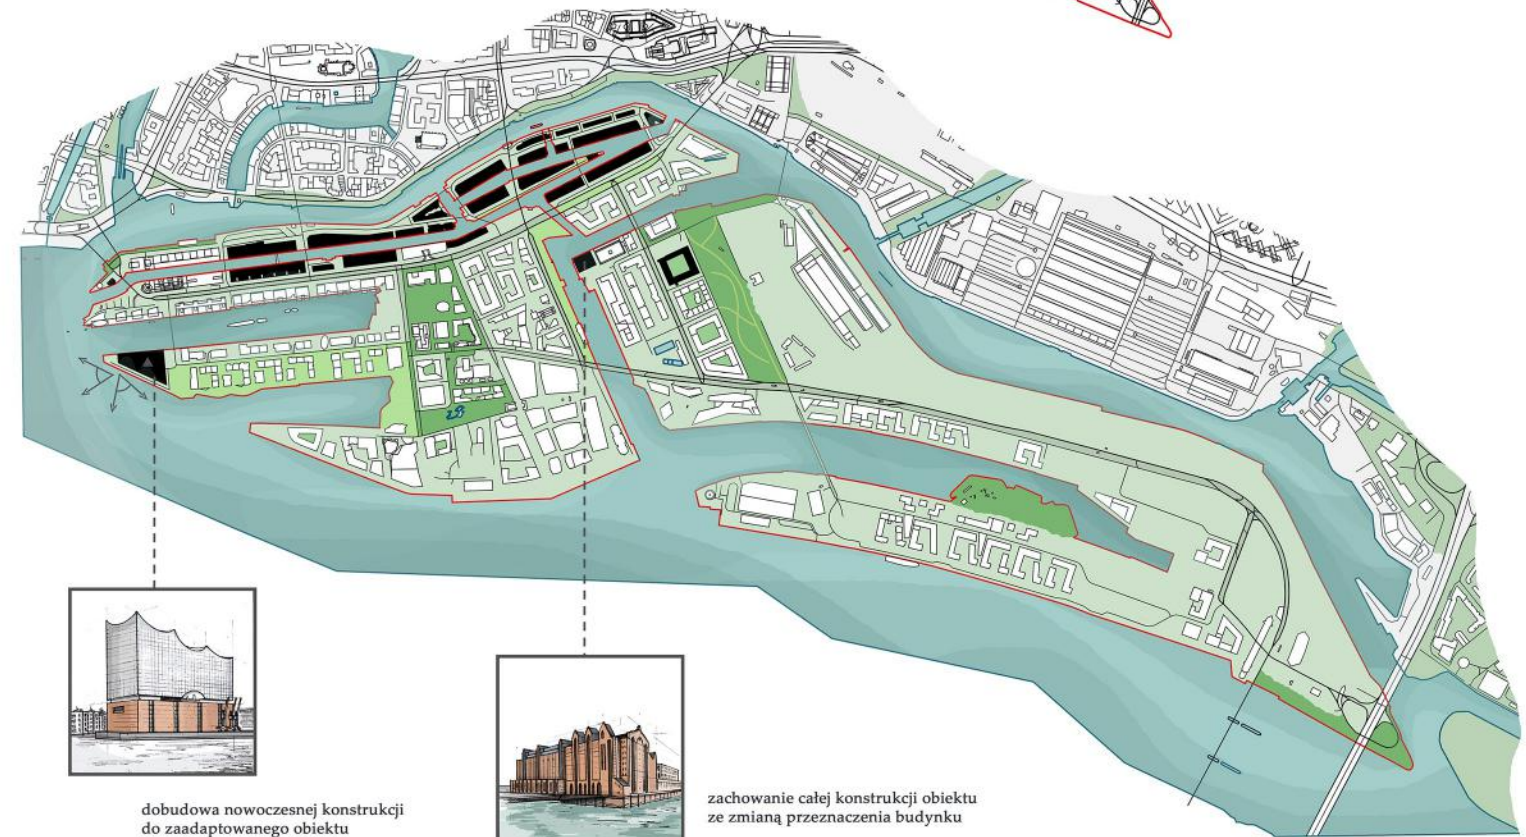 dobudowa nowoczesnej konstrukcji
do zaadaptowanego obiektu
zachowanie całej konstrukcji obiektu
ze zmianą przeznaczenia budynku